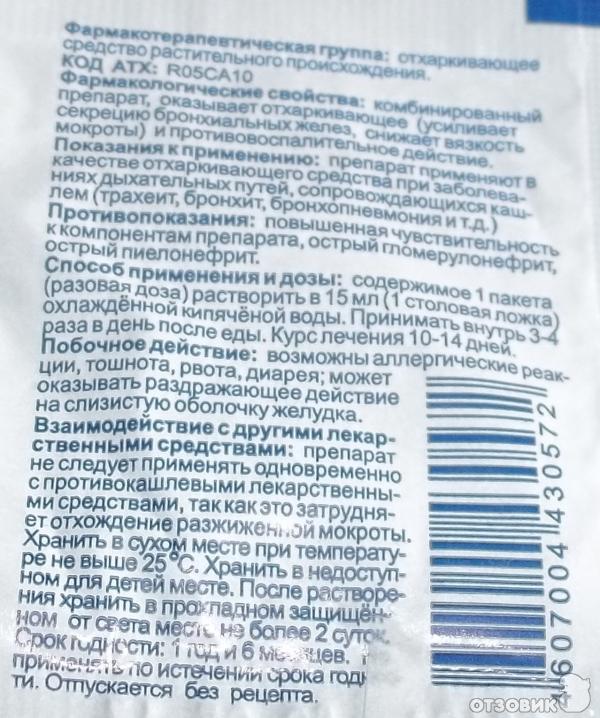 Фармакотерапевтическая группа: отхаркивающее
средство растительного происхождения.
КОД АТХ: R05CA10
Фармакологические свойства: комбинированный
препарат, оказывает отхаркивающее (усиливает
секрецию бронхиальных желез, снижает вязкость
мокроты) и противовоспалительное действие.
Показания к применению: препарат применяют в
качестве отхаркивающего средства при заболева-
ниях дыхательных путей, сопровождающихся каш-
лем (трахеит, бронхит, бронхопневмония и т.д.)
Противопоказания: повышенная чувствительность
к компонентам препарата, острый гломерулонефрит,
острый пиелонефрит.
Способ применения и дозы: содержимое 1 пакета
(разовая доза) растворить в 15 мл (1 столовая ложка)
охлаждённой кипячёной воды. Принимать внутрь 3-4
раза в день после еды. Курс лечения 10-14 дней.
Побочное действие: возможны аллергические реак-
ции, тошнота, рвота, диарея; может
оказывать раздражающее действие
на слизистую оболочку желудка.
Взаимодействие с другими лекар-
ственными средствами: препарат
не следует применять одновременно
с противокашлевыми лекарственны-
ми средствами, так как это затрудня-
ет отхождение разжиженной мокроты.
Хранить в сухом месте при температу-
ре не выше 25°С. Хранить в недоступ-
ном для детей месте. После растворе-
ния хранить в прохладном защищён-
ном от света месте не более 2 суток.
Срок годности: 1 год и 6 месяцев.
применять по истечении срока годн
ти. Отпускается без рецепта.
4 607004 430572
ОТЗОВИК